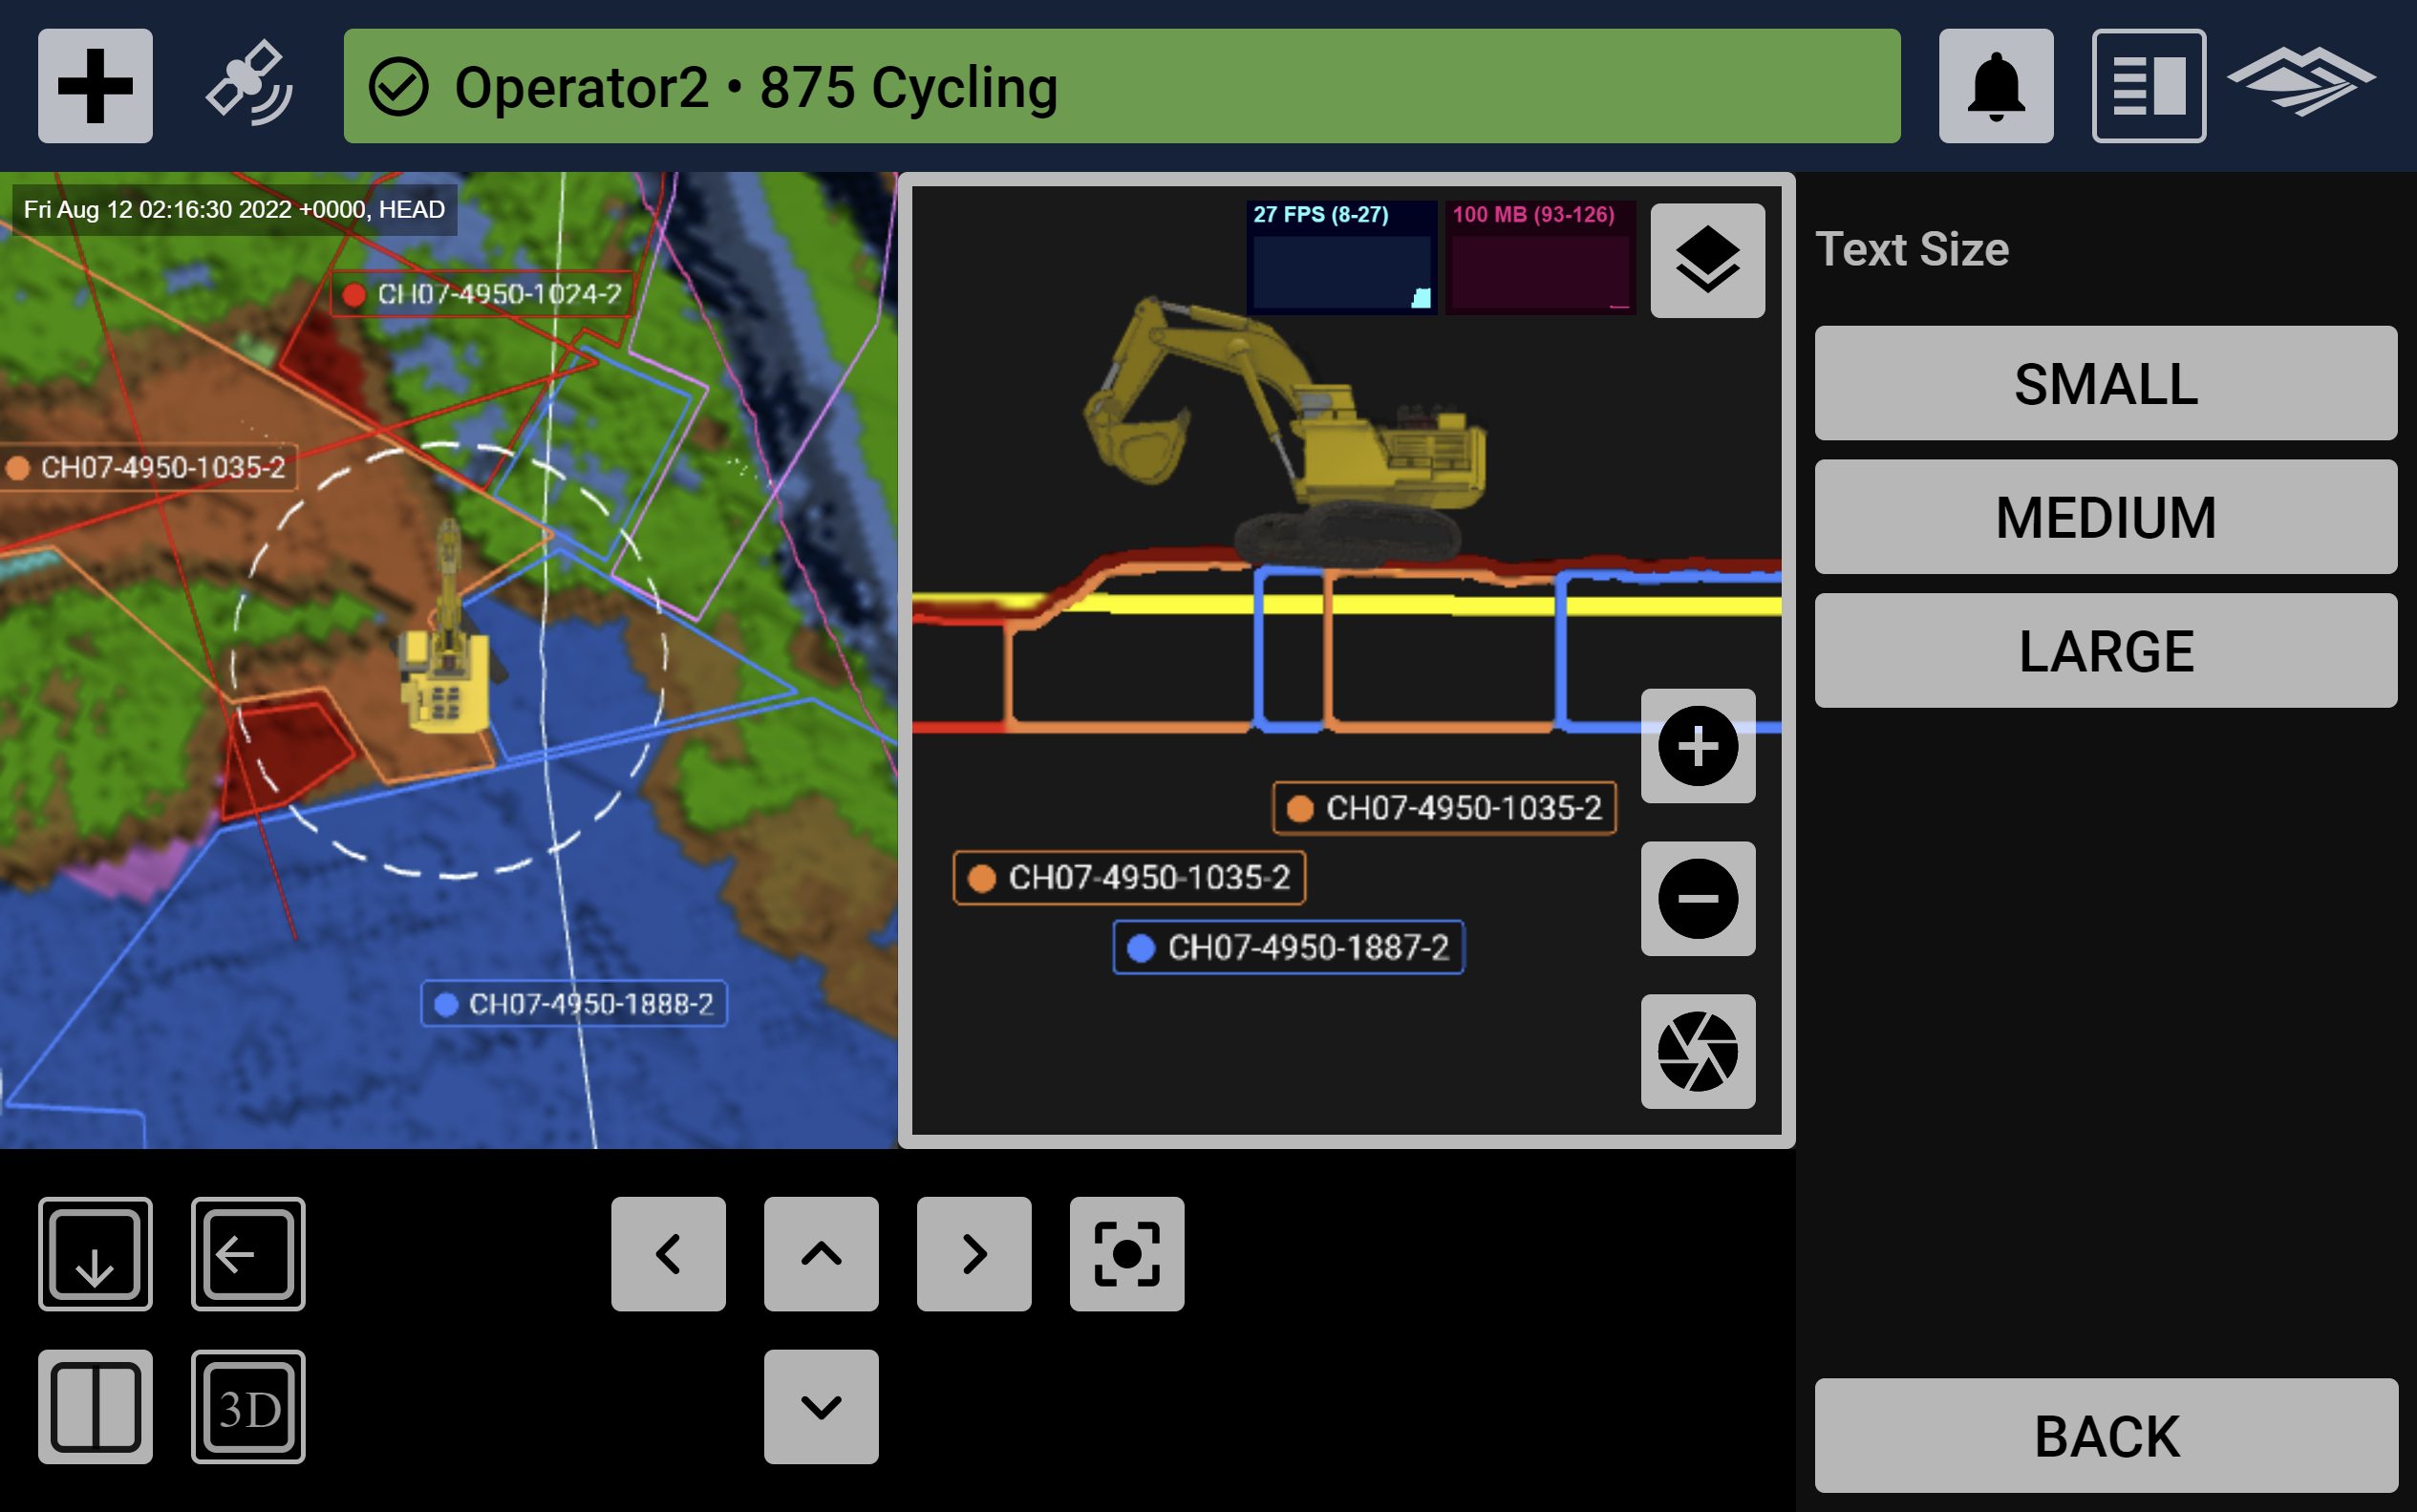 Operator2 • 875 Cycling
Fri Aug 12 02:16:30 2022 +0000, HEAD
CH07-4950-1024-2
CH07-4950-1035-2
CH07-4950-1888-2
27 FPS (8-27)
100 MB (93-126)
CH07-4950-1035-2
CH07-4950-1035-2
CH07-4950-1887-2
Text Size
SMALL
MEDIUM
LARGE
BACK
3D